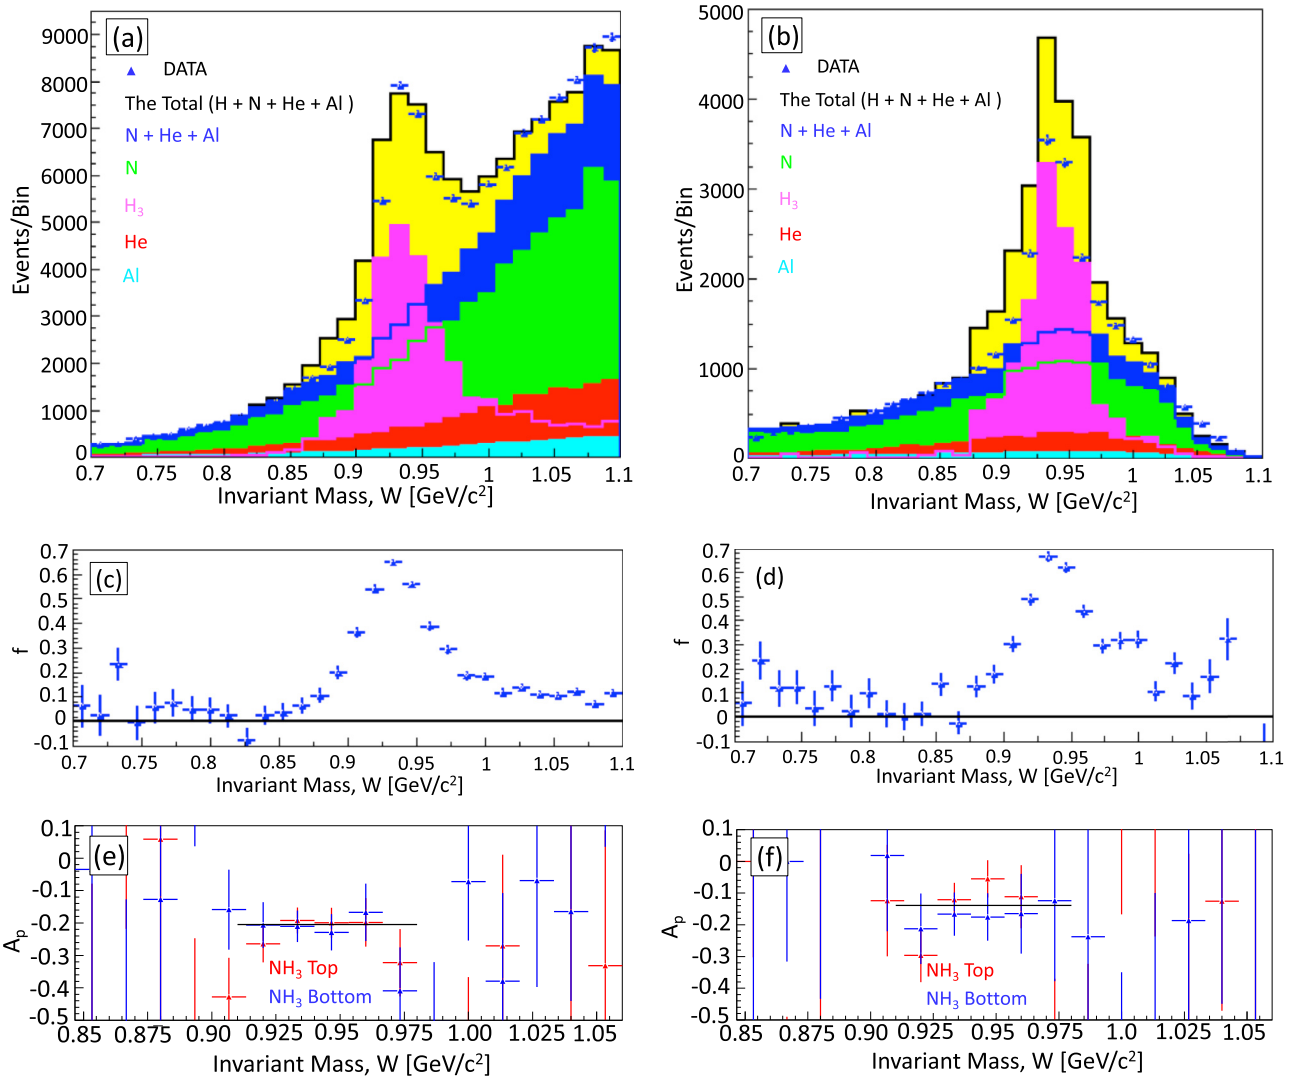 (a)
DATA
The Total (H + N + He + Al )
N + He + Al
N
H3
He
Al
Events/Bin
9000
8000
7000
6000
5000
4000
3000
2000
1000
0
0.7 0.75 0.8 0.85 0.9 0.95 1 1.05 1.1
Invariant Mass, W [GeV/c2]
(b)
DATA
The Total (H + N + He + Al )
N + He + Al
N
H3
He
Al
Events/Bin
5000
4000
3000
2000
1000
0
0.7 0.75 0.8 0.85 0.9 0.95 1 1.05 1.1
Invariant Mass, W [GeV/c2]
(c)
f
0.7
0.6
0.5
0.4
0.3
0.2
0.1
0
-0.1
0.7 0.75 0.8 0.85 0.9 0.95 1 1.05 1.1
Invariant Mass, W [GeV/c2]
(d)
f
0.7
0.6
0.5
0.4
0.3
0.2
0.1
0
-0.1
0.7 0.75 0.8 0.85 0.9 0.95 1 1.05 1.1
Invariant Mass, W [GeV/c2]
(e)
Ap
0.1
0
-0.1
-0.2
-0.3
-0.4
-0.5
NH3 Top
NH3 Bottom
0.85 0.875 0.90 0.925 0.95 0.975 1.00 1.025 1.05
Invariant Mass, W [GeV/c2]
(f)
Ap
0.1
0
-0.1
-0.2
-0.3
-0.4
-0.5
NH3 Top
NH3 Bottom
0.85 0.875 0.90 0.925 0.95 0.975 1.0 1.025 1.05
Invariant Mass, W [GeV/c2]